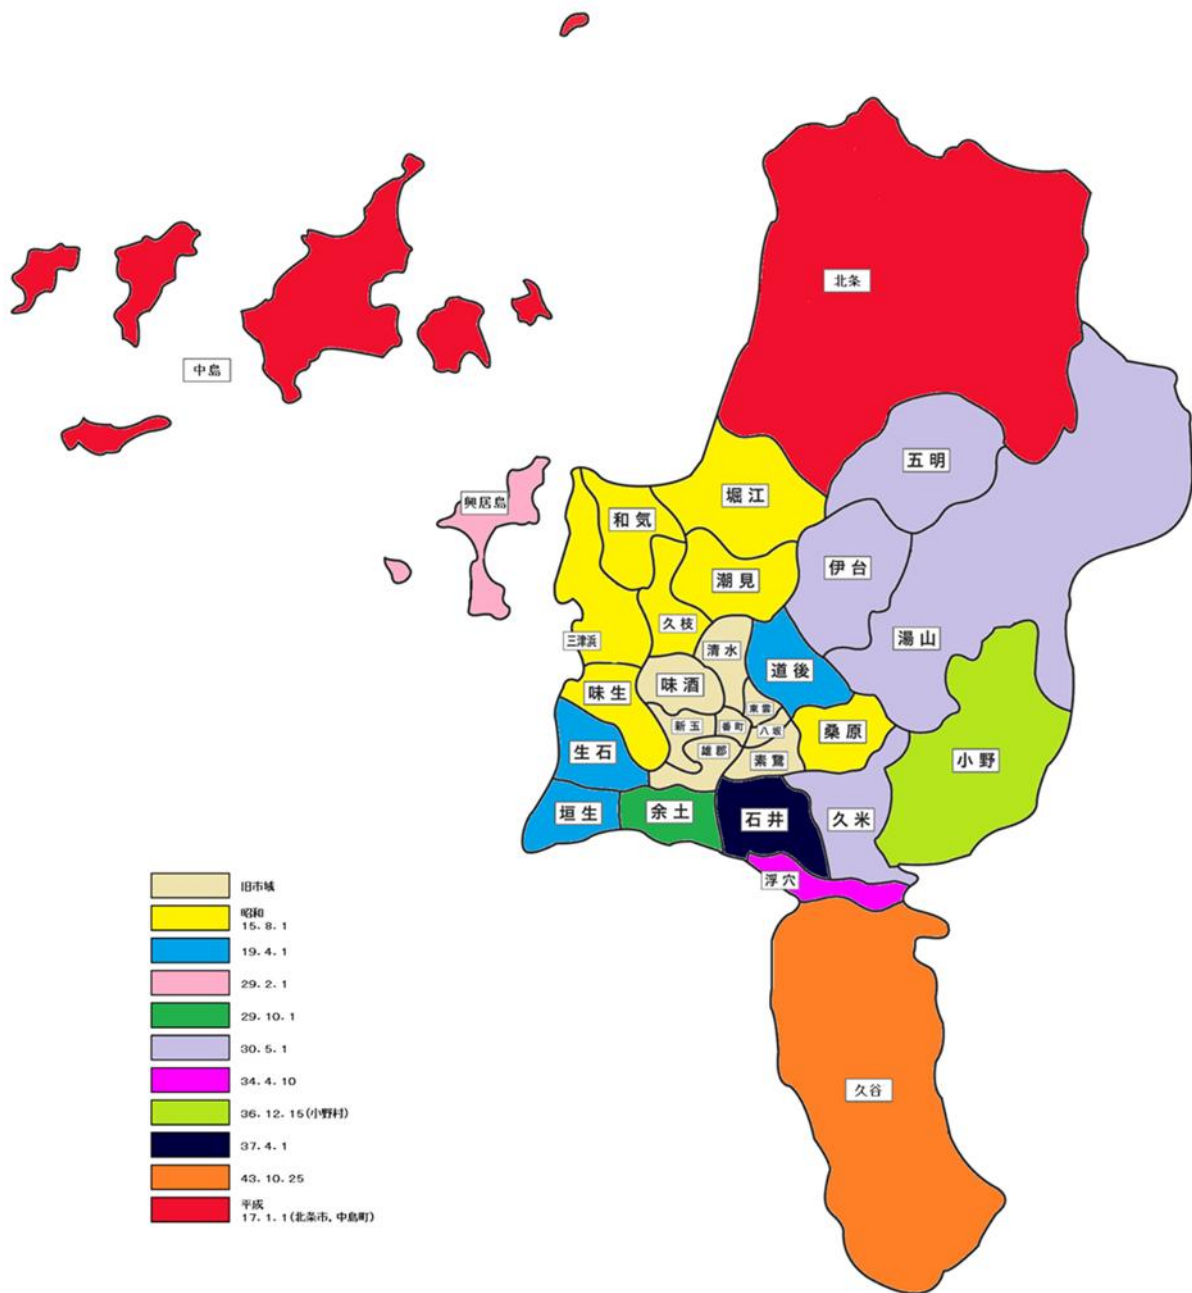 北条
中島
五明
堀江
興居島
和気
伊台
潮見
久枝
湯山
三津浜
清水
道後
味酒
味生
東雲
新玉
番町
八坂
桑原
雄郡
生石
素鵞
小野
垣生
余土
石井
久米
浮穴
久谷
旧市域
昭和
15. 8. 1
19. 4. 1
29. 2. 1
29. 10. 1
30. 5. 1
34. 4. 10
36. 12. 15(小野村)
37. 4. 1
43. 10. 25
平成
17. 1. 1(北条市, 中島町)